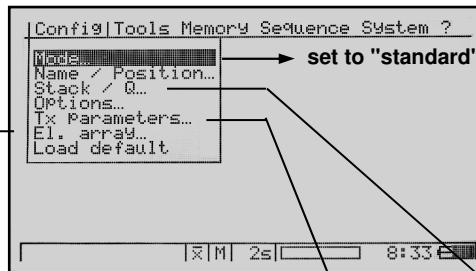 Config Tools Memory Sequence System ?
Mode...
set to "standard"
Name / Position...
Stack / Q...
Options...
Tx Parameters...
El. array...
Load default
x̅ M 2s 8:33